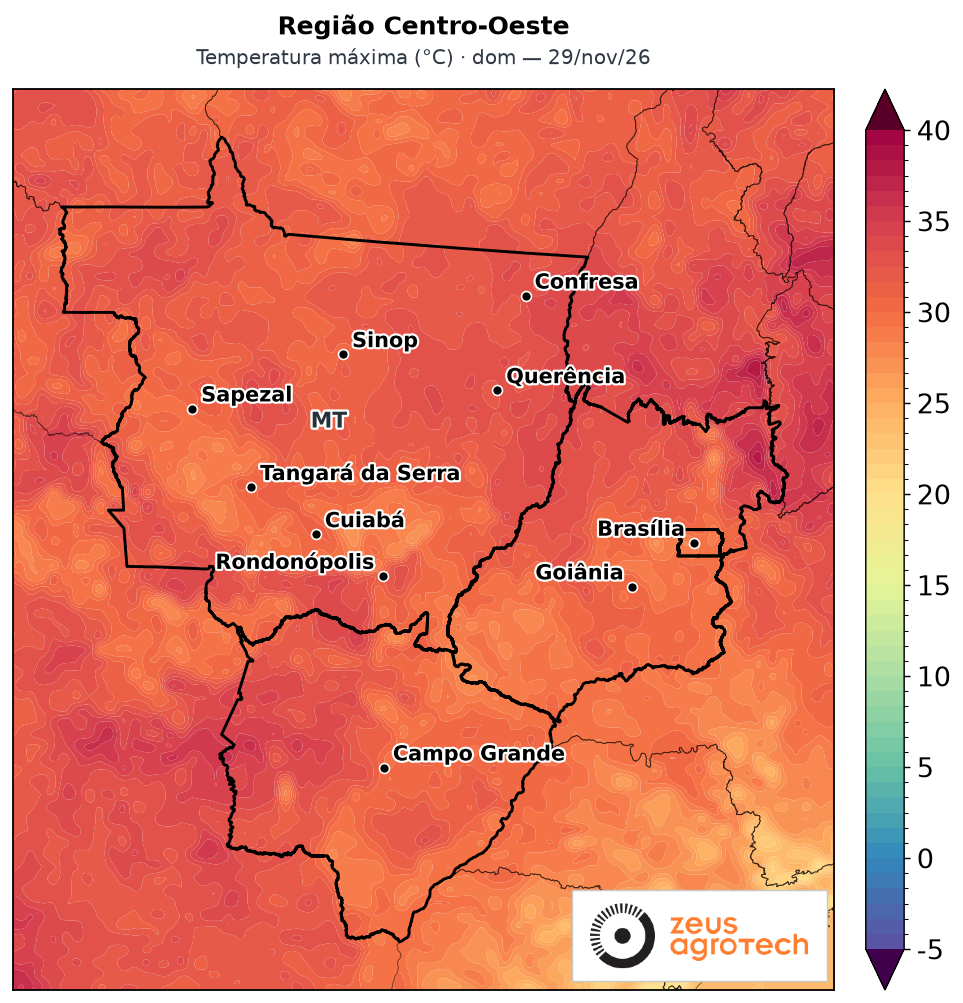 Região Centro-Oeste
Temperatura máxima (°C) · dom — 29/nov/26
Confresa
Sinop
Querência
Sapezal
MT
Tangará da Serra
Cuiabá
Brasília
Rondonópolis
Goiânia
Campo Grande
40
35
30
25
20
15
10
5
0
-5
zeus
agrotech